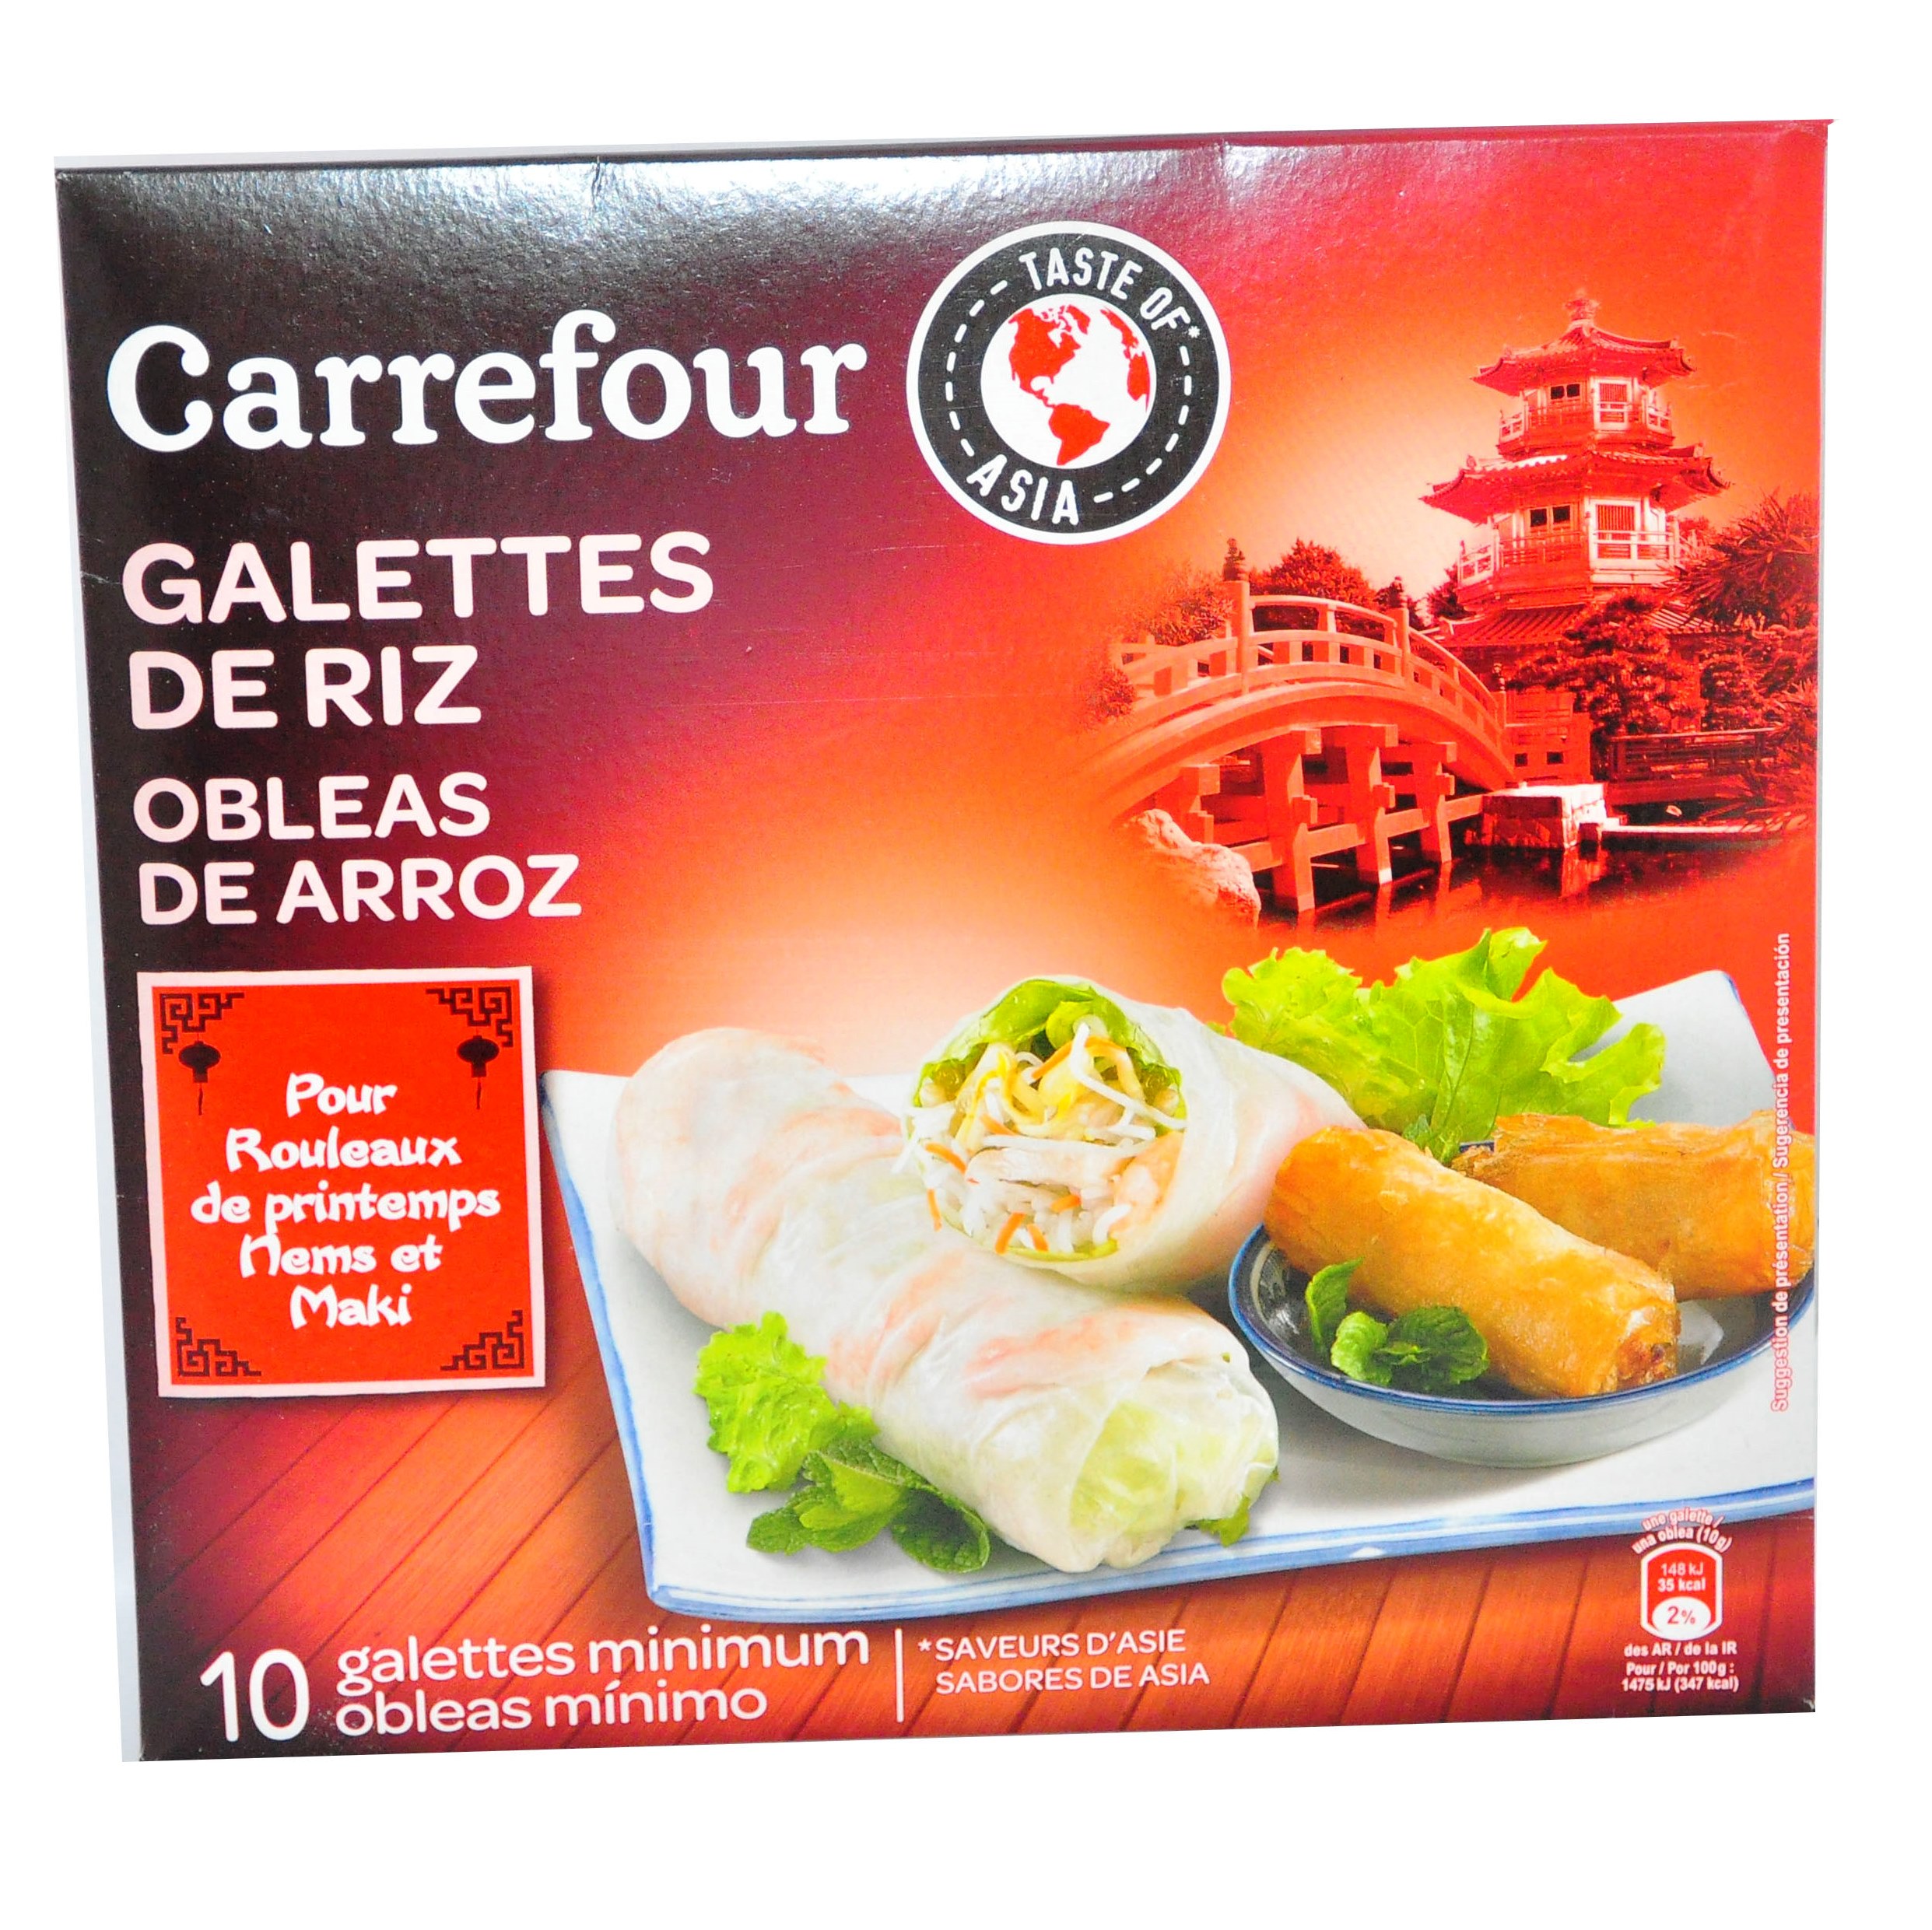 Carrefour
TASTE OF*
ASIA
GALETTES
DE RIZ
OBLEAS
DE ARROZ
Pour
Rouleaux
de printemps
Nems et
Maki
Suggestion de présentation / Sugerencia de presentación
10 galettes minimum
obleas mínimo
*SAVEURS D'ASIE
SABORES DE ASIA
une galette /
una oblea (10g)
148 kJ
35 kcal
2%
des AR / de la IR
Pour / Por 100g :
1475 kJ (347 kcal)